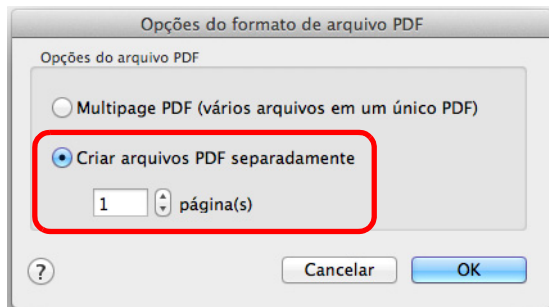 Opções do formato de arquivo PDF
Opções do arquivo PDF
Multipage PDF (vários arquivos em um único PDF)
Criar arquivos PDF separadamente
1 página(s)
? Cancelar OK